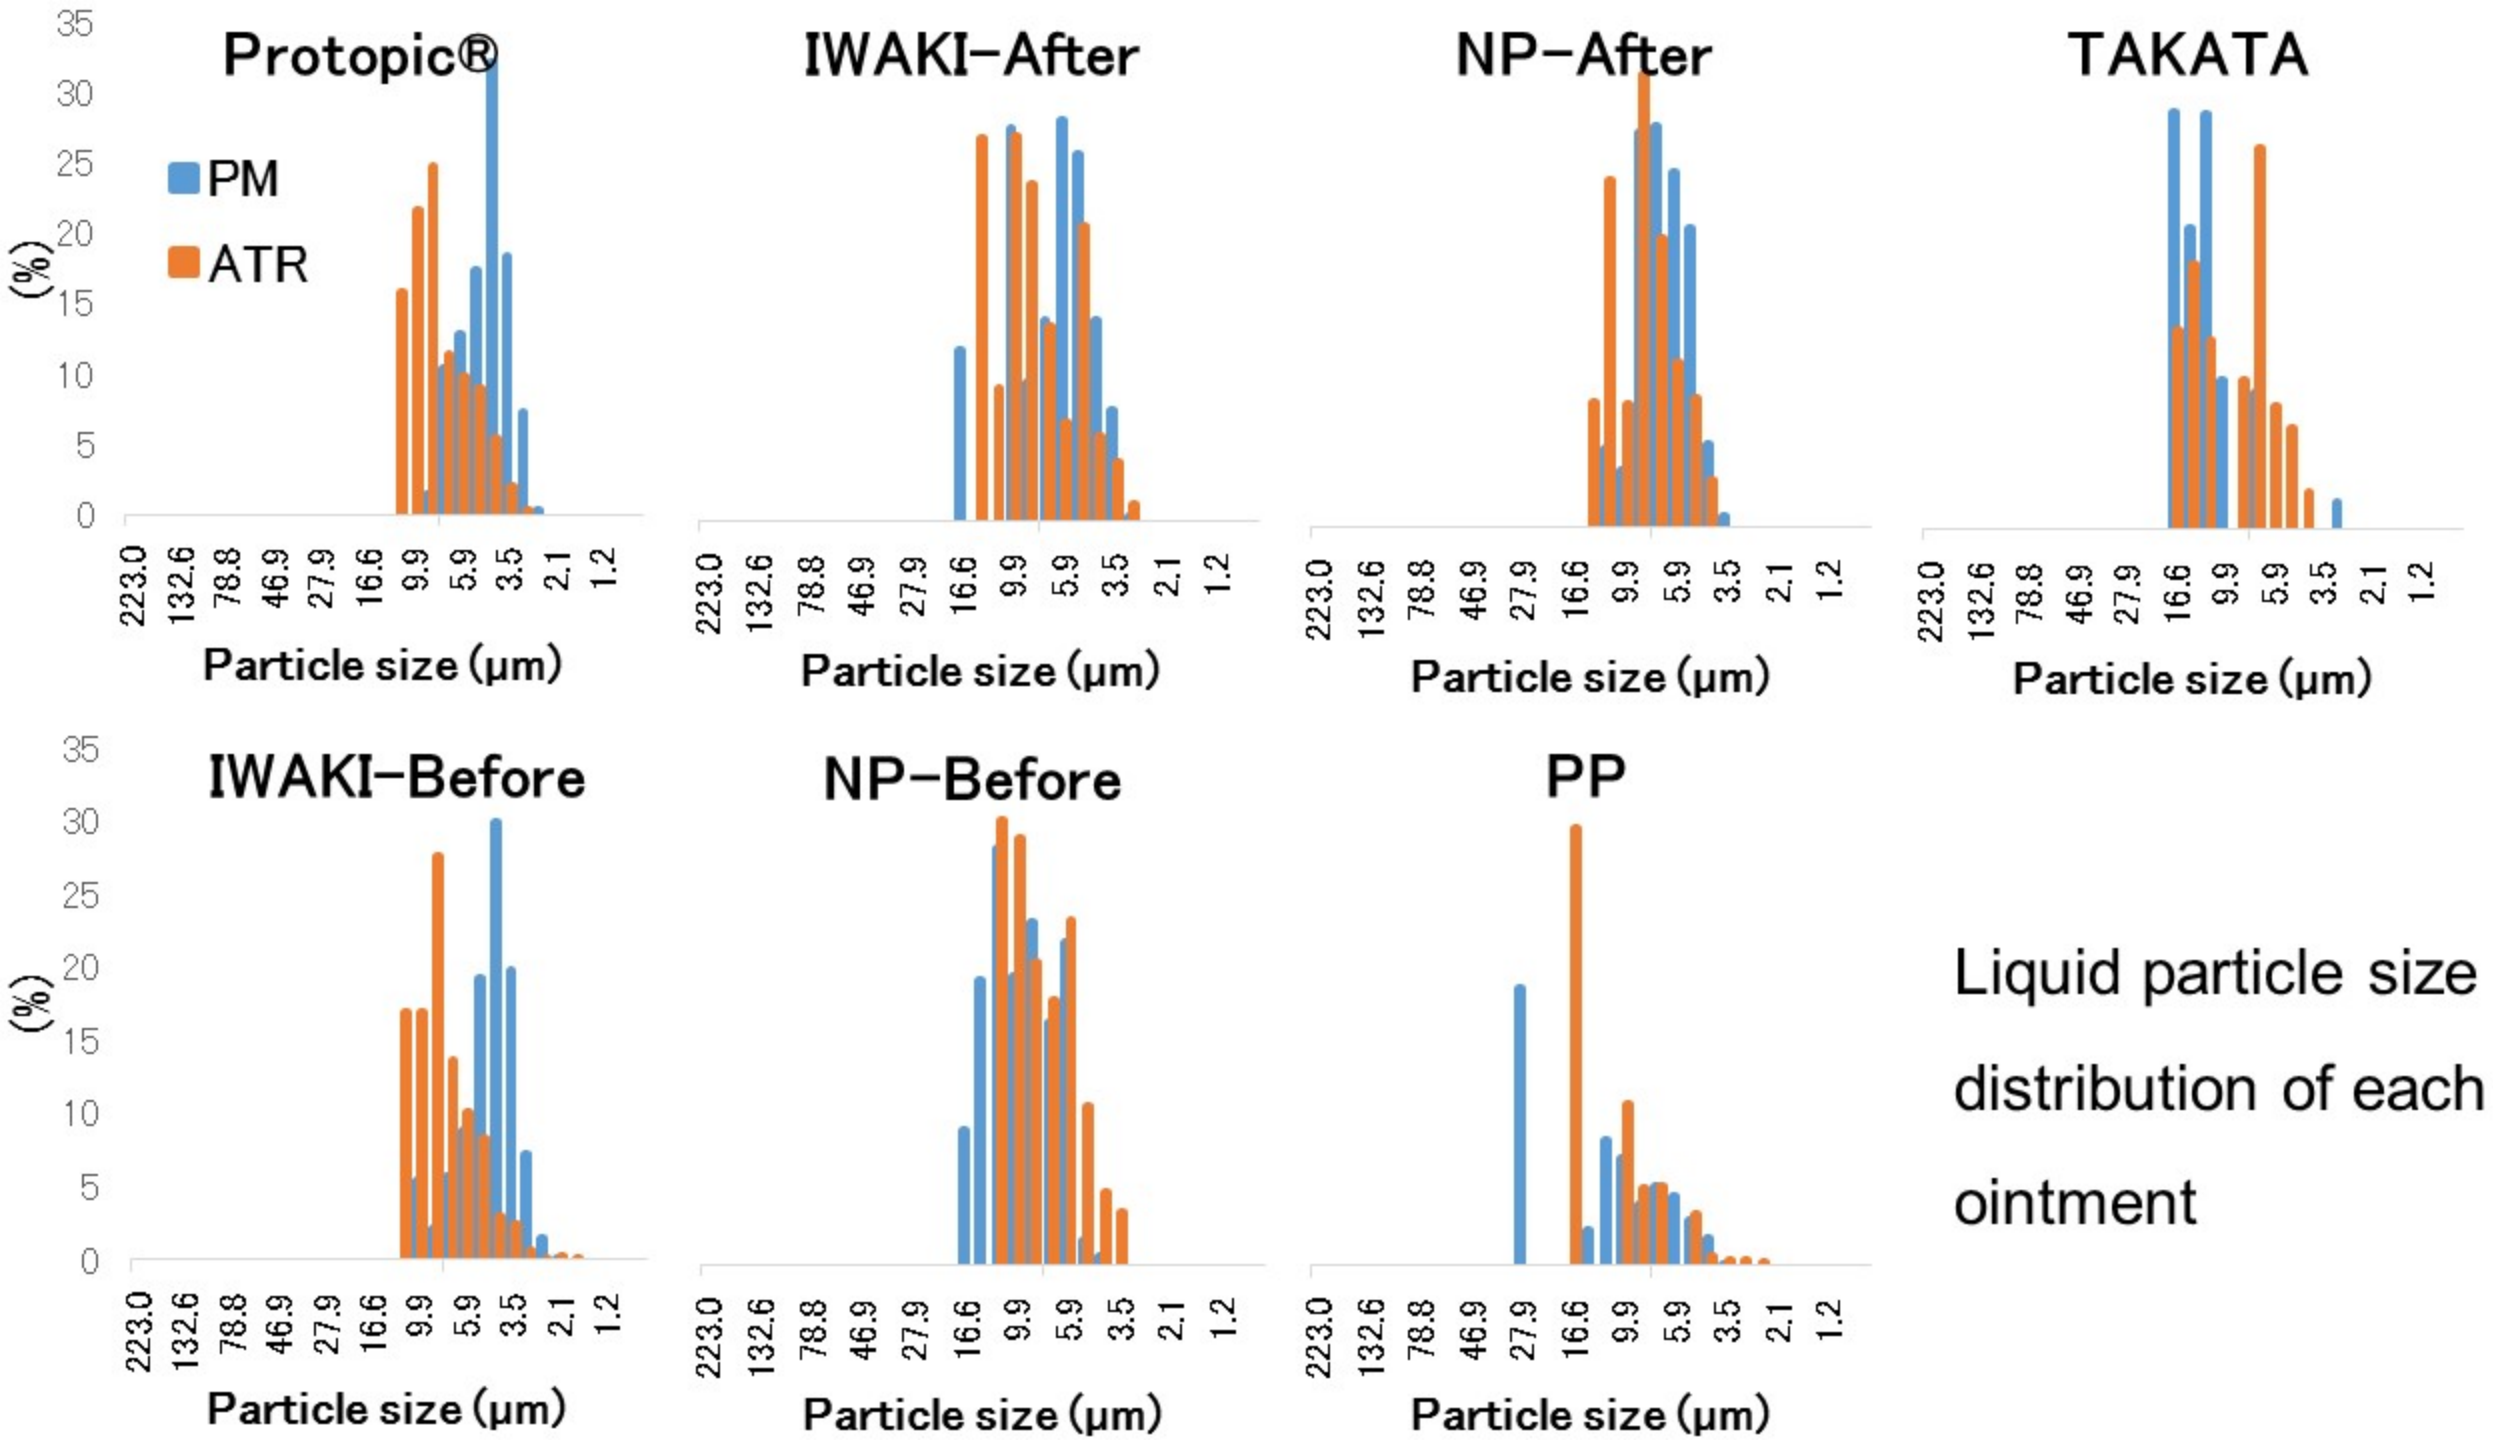 Protopic®
PM
ATR
(%)
35
30
25
20
15
10
5
0
223.0 132.6 78.8 46.9 27.9 16.6 9.9 5.9 3.5 2.1 1.2
Particle size (μm)
IWAKI-After
223.0 132.6 78.8 46.9 27.9 16.6 9.9 5.9 3.5 2.1 1.2
Particle size (μm)
NP-After
223.0 132.6 78.8 46.9 27.9 16.6 9.9 5.9 3.5 2.1 1.2
Particle size (μm)
TAKATA
223.0 132.6 78.8 46.9 27.9 16.6 9.9 5.9 3.5 2.1 1.2
Particle size (μm)
IWAKI-Before
(%)
35
30
25
20
15
10
5
0
223.0 132.6 78.8 46.9 27.9 16.6 9.9 5.9 3.5 2.1 1.2
Particle size (μm)
NP-Before
223.0 132.6 78.8 46.9 27.9 16.6 9.9 5.9 3.5 2.1 1.2
Particle size (μm)
PP
223.0 132.6 78.8 46.9 27.9 16.6 9.9 5.9 3.5 2.1 1.2
Particle size (μm)
Liquid particle size
distribution of each
ointment